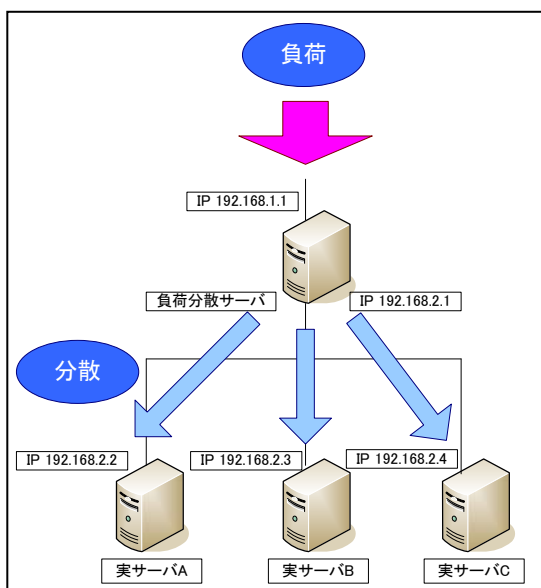 負荷
IP 192.168.1.1
負荷分散サーバ
IP 192.168.2.1
分散
IP 192.168.2.2
IP 192.168.2.3
IP 192.168.2.4
実サーバA
実サーバB
実サーバC